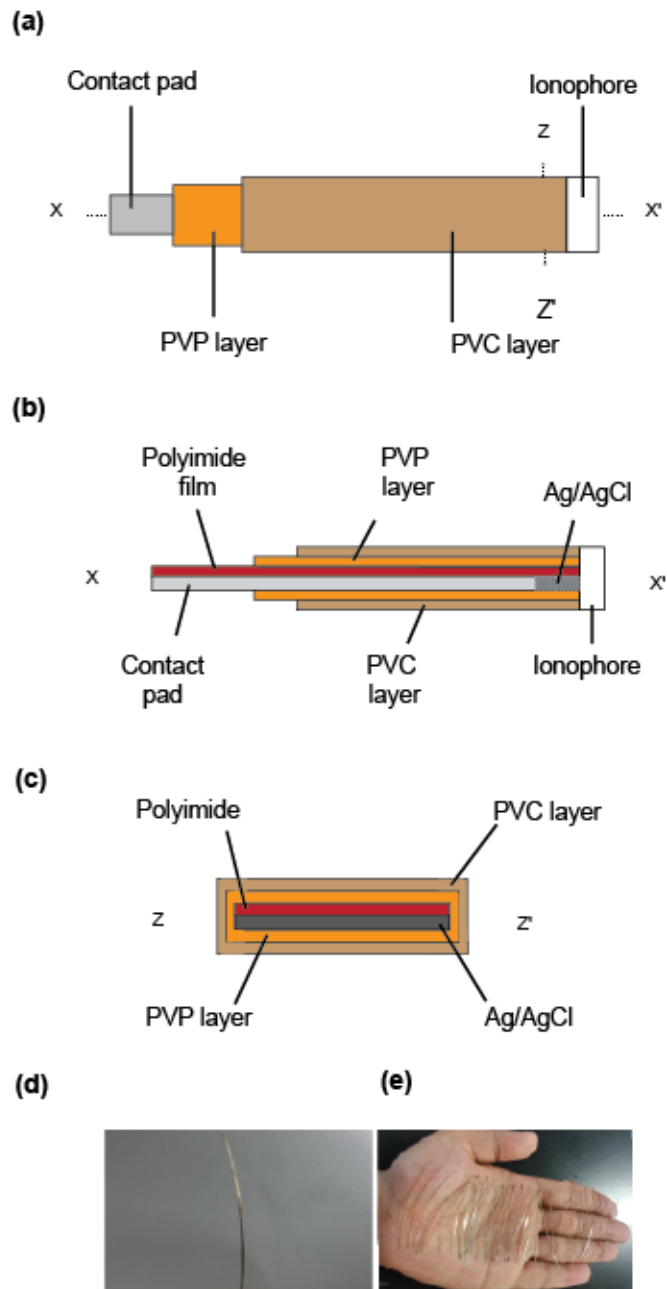 (a)
Contact pad
Ionophore
Z
X
X'
Z'
PVP layer
PVC layer
(b)
Polyimide
film
PVP
layer
Ag/AgCl
X
X'
Contact
pad
PVC
layer
Ionophore
(c)
Polyimide
PVC layer
Z
Z'
PVP layer
Ag/AgCl
(d)
(e)